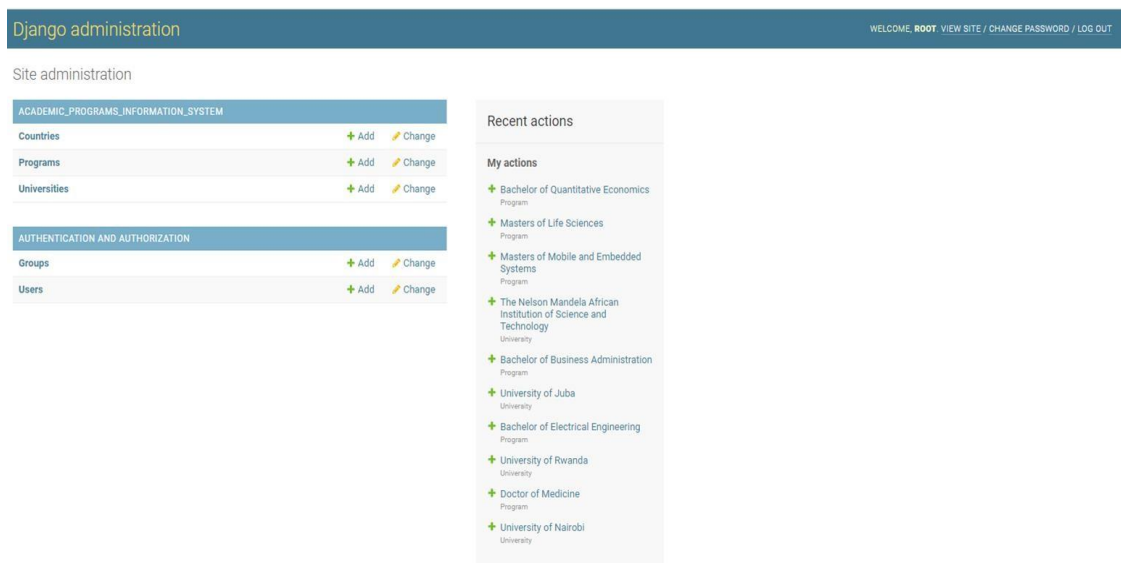 Django administration
WELCOME, ROOT. VIEW SITE / CHANGE PASSWORD / LOG OUT
Site administration
ACADEMIC_PROGRAMS_INFORMATION_SYSTEM
Countries Add Change
Programs Add Change
Universities Add Change
AUTHENTICATION AND AUTHORIZATION
Groups Add Change
Users Add Change
Recent actions
My actions
Bachelor of Quantitative Economics
Program
Masters of Life Sciences
Program
Masters of Mobile and Embedded
Systems
Program
The Nelson Mandela African
Institution of Science and
Technology
University
Bachelor of Business Administration
Program
University of Juba
University
Bachelor of Electrical Engineering
Program
University of Rwanda
University
Doctor of Medicine
Program
University of Nairobi
University